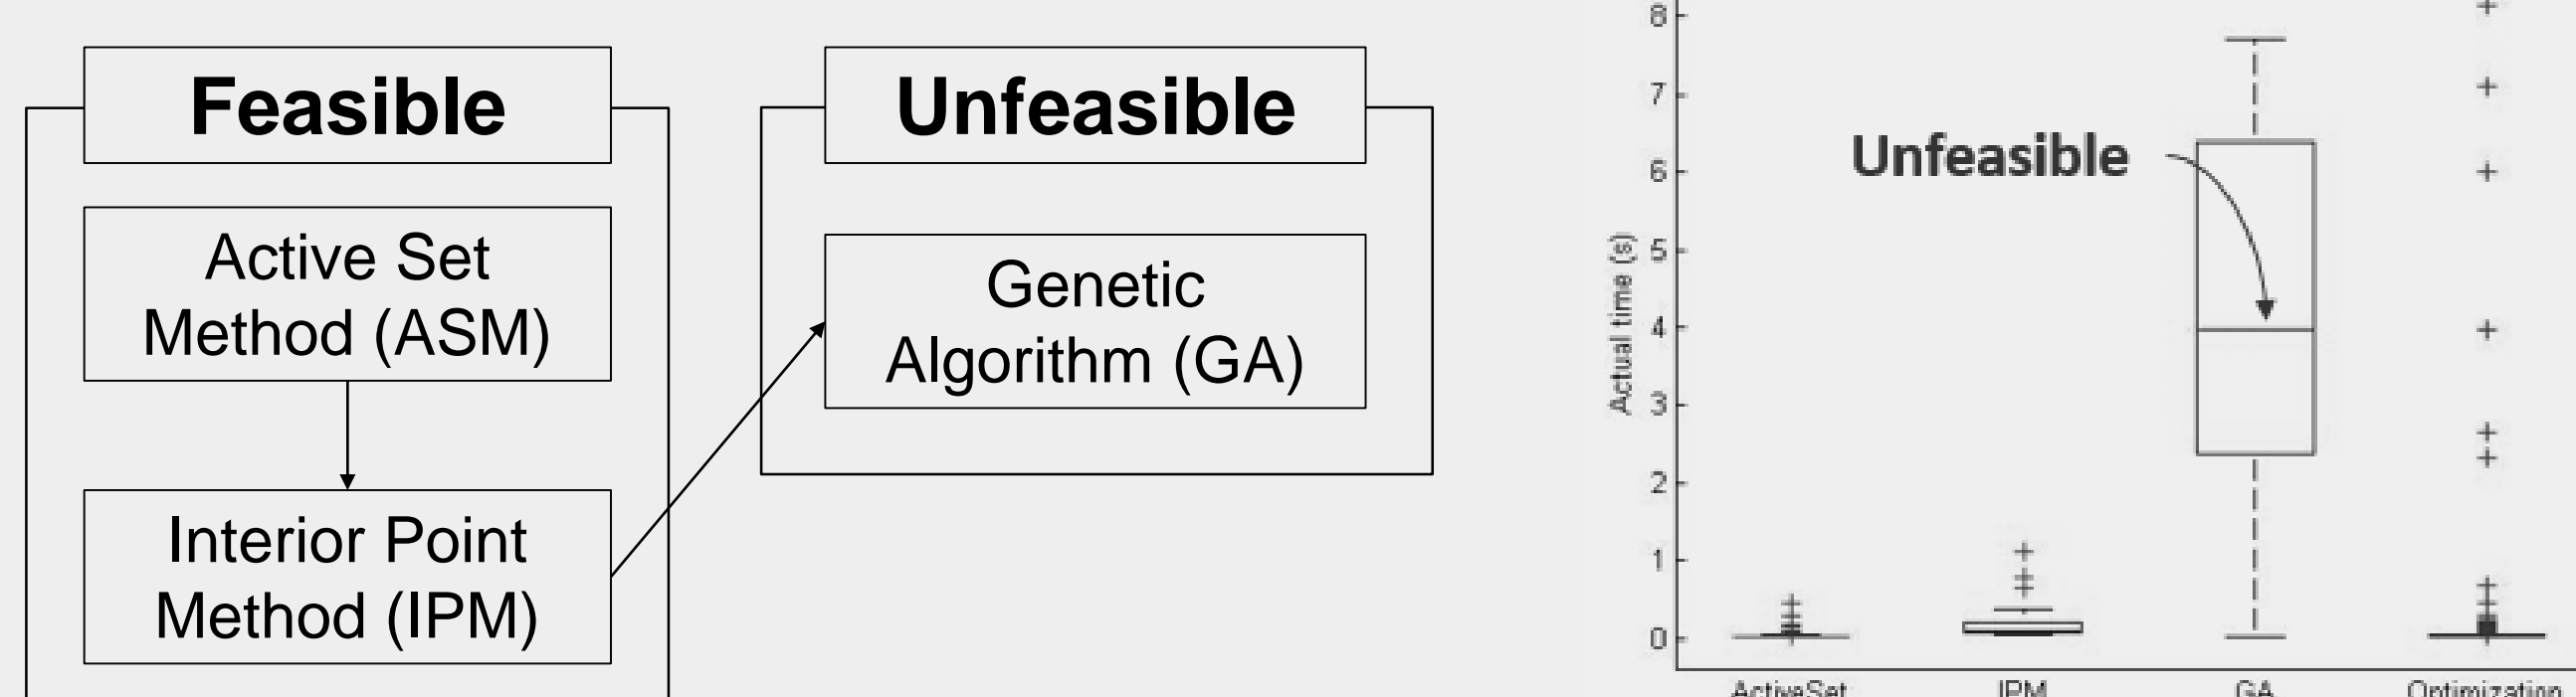 Feasible
Active Set
Method (ASM)
Interior Point
Method (IPM)
Unfeasible
Genetic
Algorithm (GA)
Unfeasible
Actual time (s)
8
7
6
5
4
3
2
1
0
ActiveSet
IPM
GA
Optimization